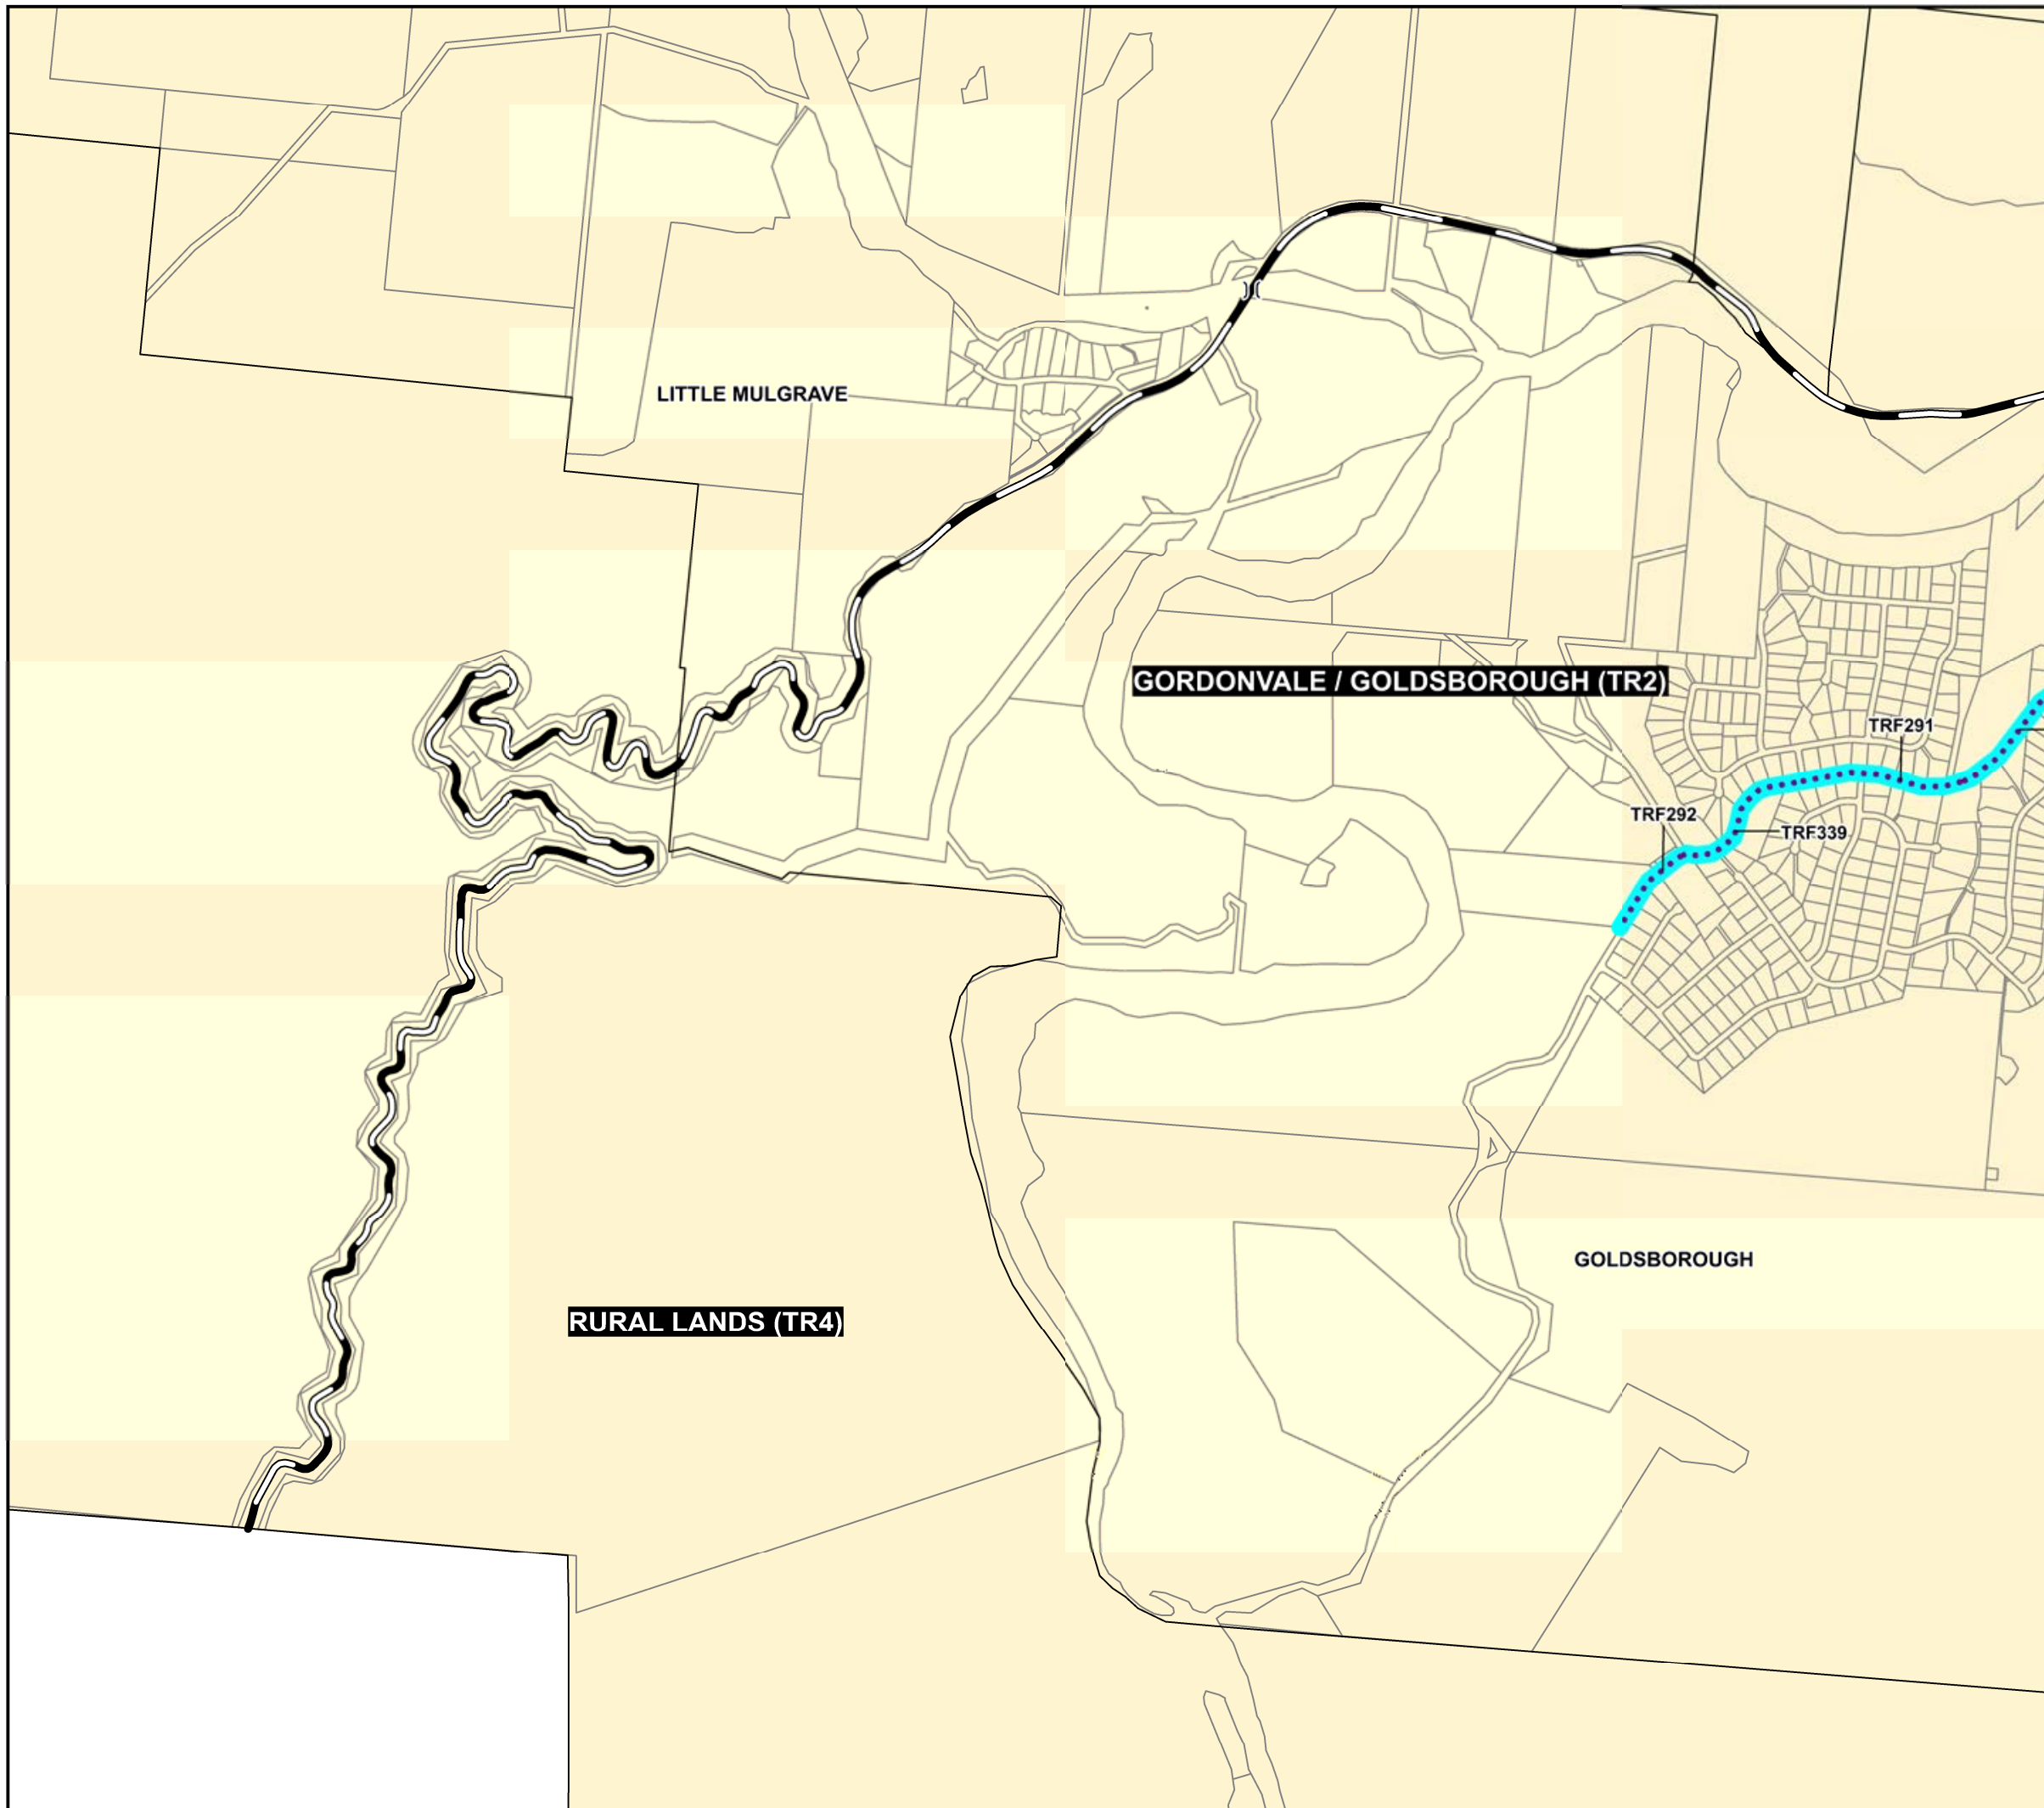 LITTLE MULGRAVE
GORDONVALE / GOLDSBOROUGH (TR2)
TRF291
TRF292
TRF339
GOLDSBOROUGH
RURAL LANDS (TR4)